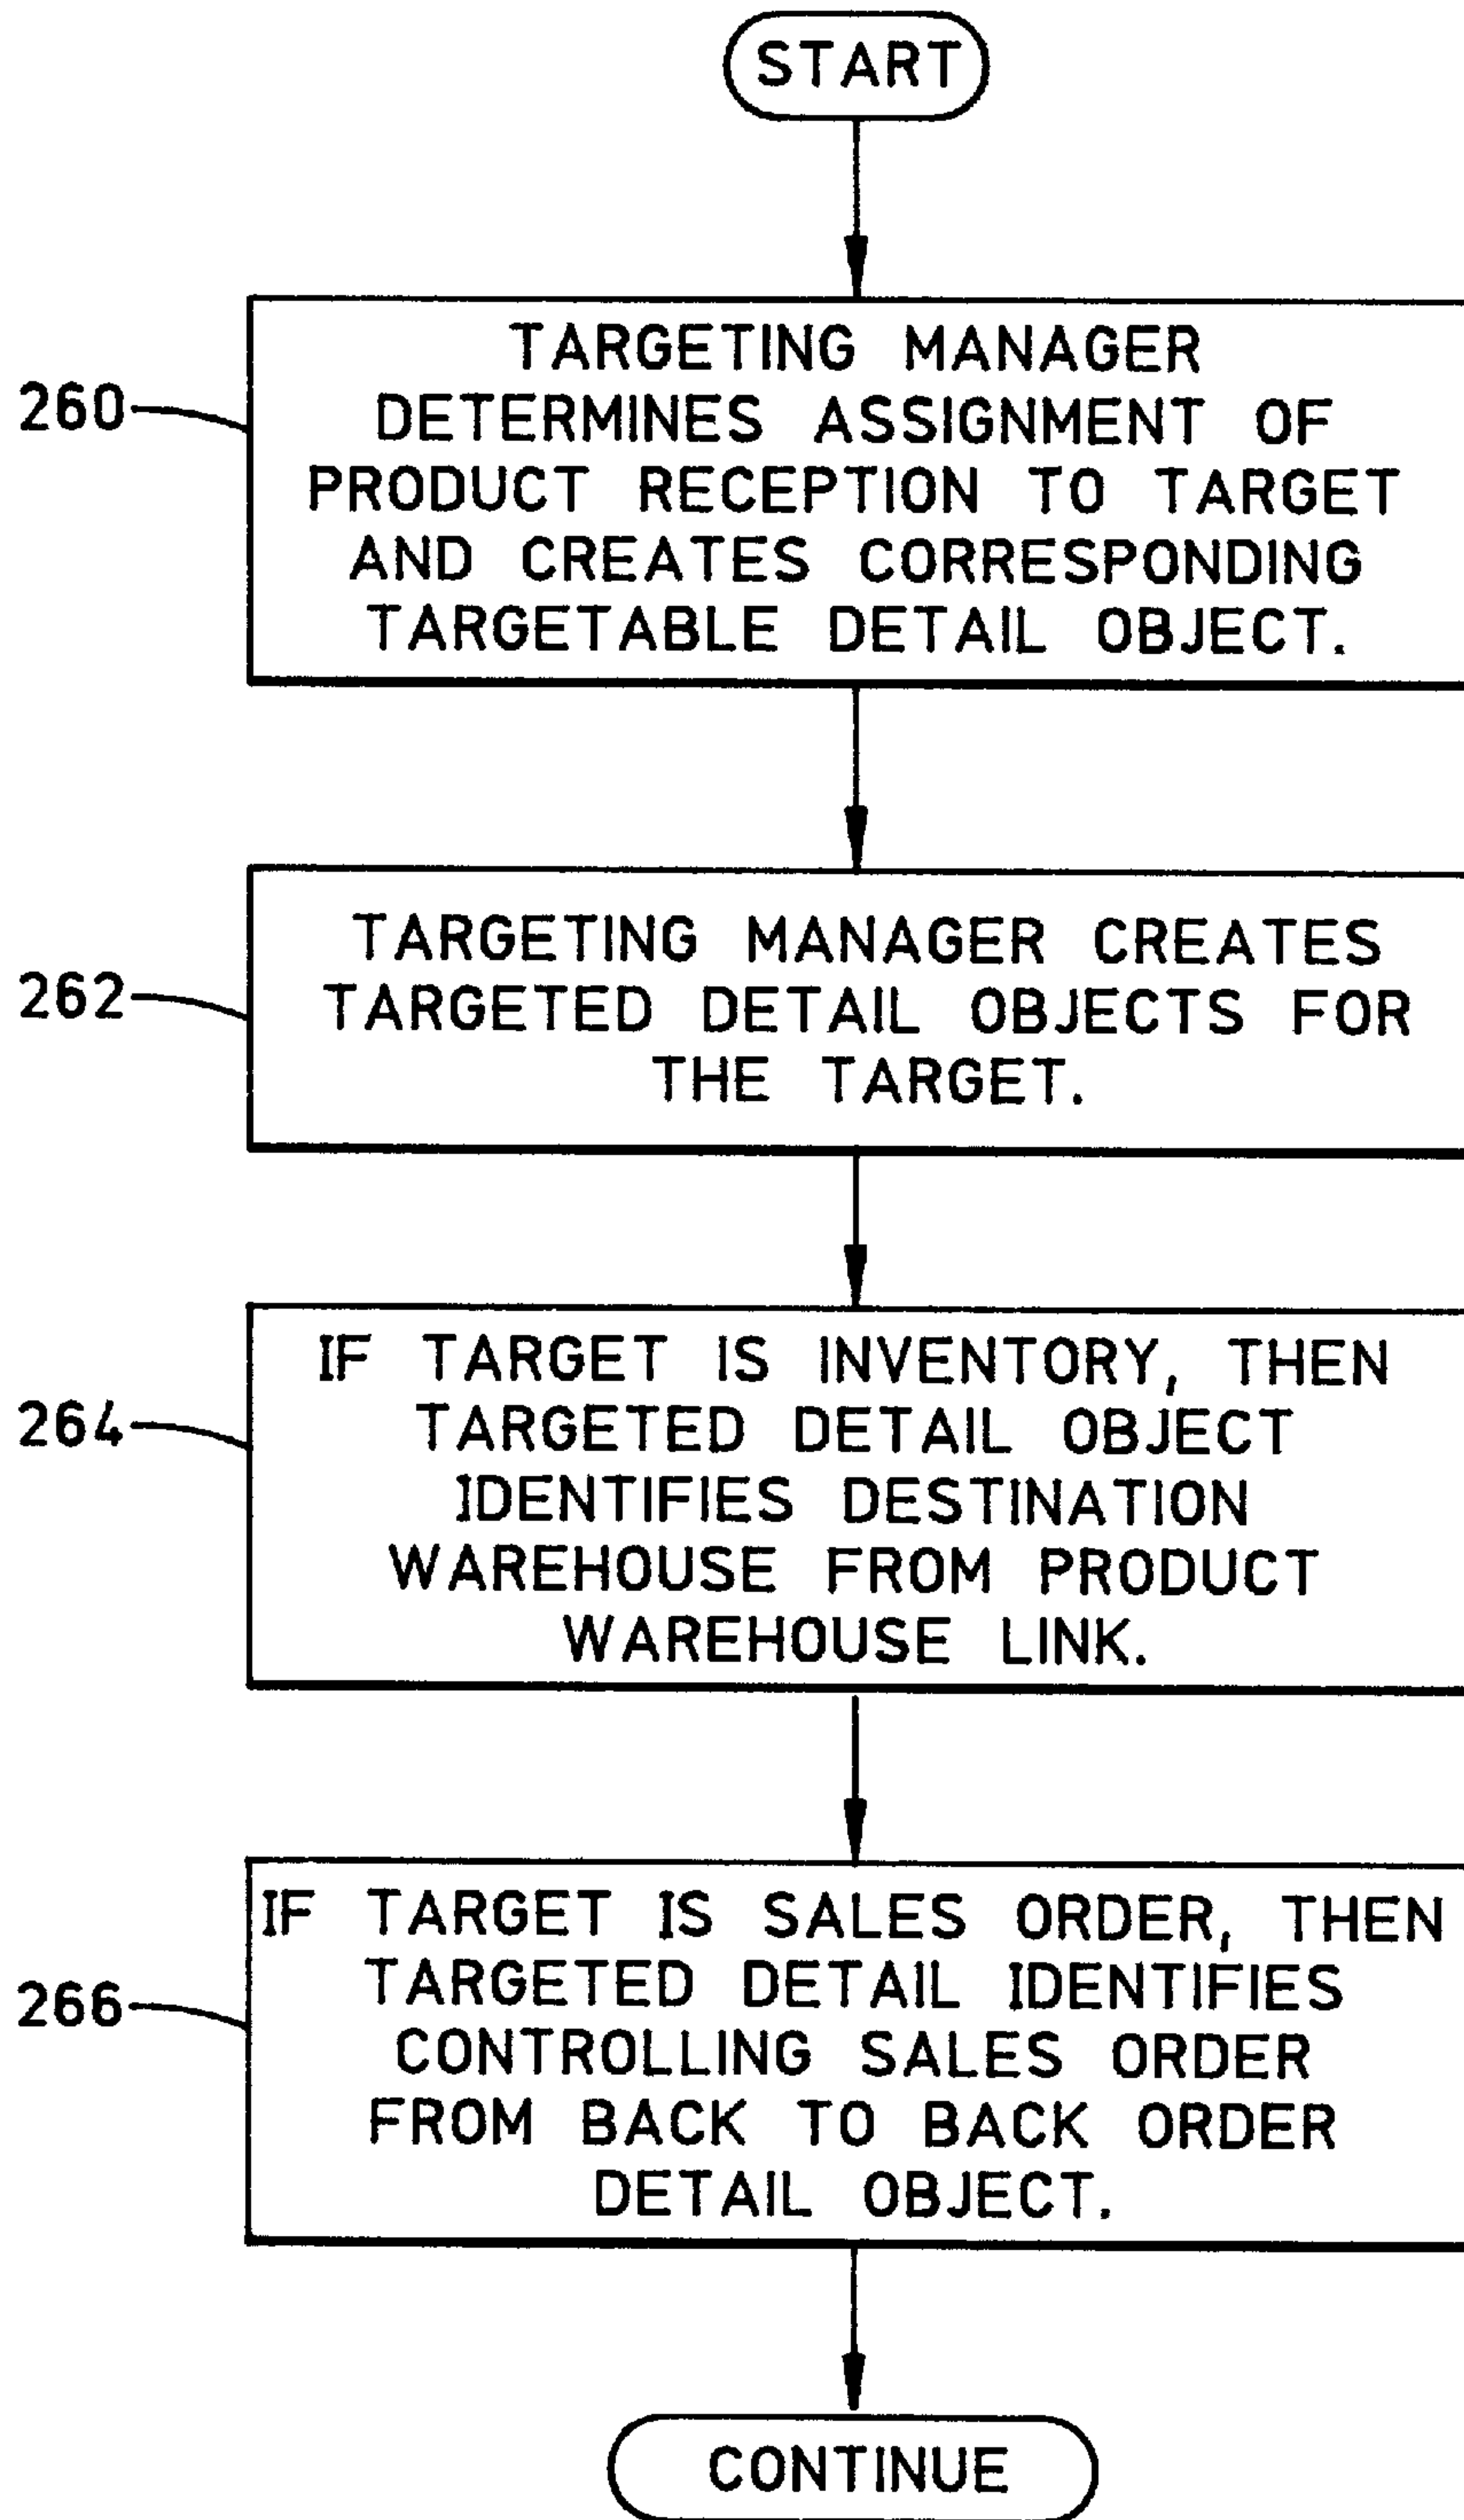 START
260
TARGETING MANAGER
DETERMINES ASSIGNMENT OF
PRODUCT RECEPTION TO TARGET
AND CREATES CORRESPONDING
TARGETABLE DETAIL OBJECT.
262
TARGETING MANAGER CREATES
TARGETED DETAIL OBJECTS FOR
THE TARGET.
264
IF TARGET IS INVENTORY, THEN
TARGETED DETAIL OBJECT
IDENTIFIES DESTINATION
WAREHOUSE FROM PRODUCT
WAREHOUSE LINK.
266
IF TARGET IS SALES ORDER, THEN
TARGETED DETAIL IDENTIFIES
CONTROLLING SALES ORDER
FROM BACK TO BACK ORDER
DETAIL OBJECT.
CONTINUE